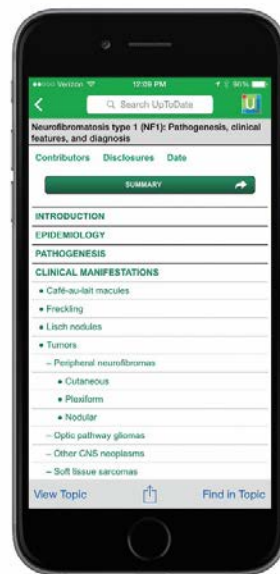 Verizon 12:09 PM 90%
Search UpToDate
Neurofibromatosis type 1 (NF1): Pathogenesis, clinical
features, and diagnosis
Contributors Disclosures Date
SUMMARY
INTRODUCTION
EPIDEMIOLOGY
PATHOGENESIS
CLINICAL MANIFESTATIONS
• Café-au-lait macules
• Freckling
• Lisch nodules
• Tumors
– Peripheral neurofibromas
• Cutaneous
• Plexiform
• Nodular
– Optic pathway gliomas
– Other CNS neoplasms
– Soft tissue sarcomas
View Topic Find in Topic